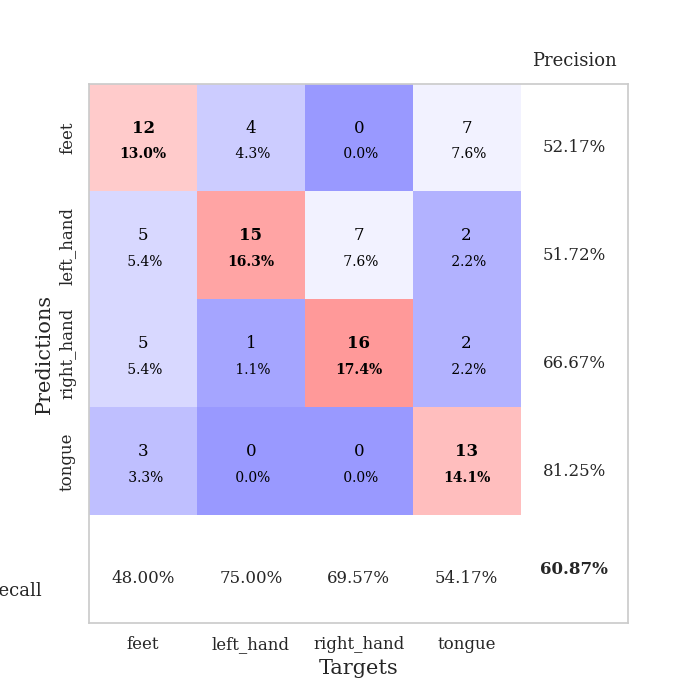 Precision
feet
12 4 0 7
13.0% 4.3% 0.0% 7.6%
52.17%
left_hand
5 15 7 2
5.4% 16.3% 7.6% 2.2%
51.72%
Predictions
right_hand
5 1 16 2
5.4% 1.1% 17.4% 2.2%
66.67%
tongue
3 0 0 13
3.3% 0.0% 0.0% 14.1%
81.25%
ecall
48.00% 75.00% 69.57% 54.17% 60.87%
feet left_hand right_hand tongue
Targets